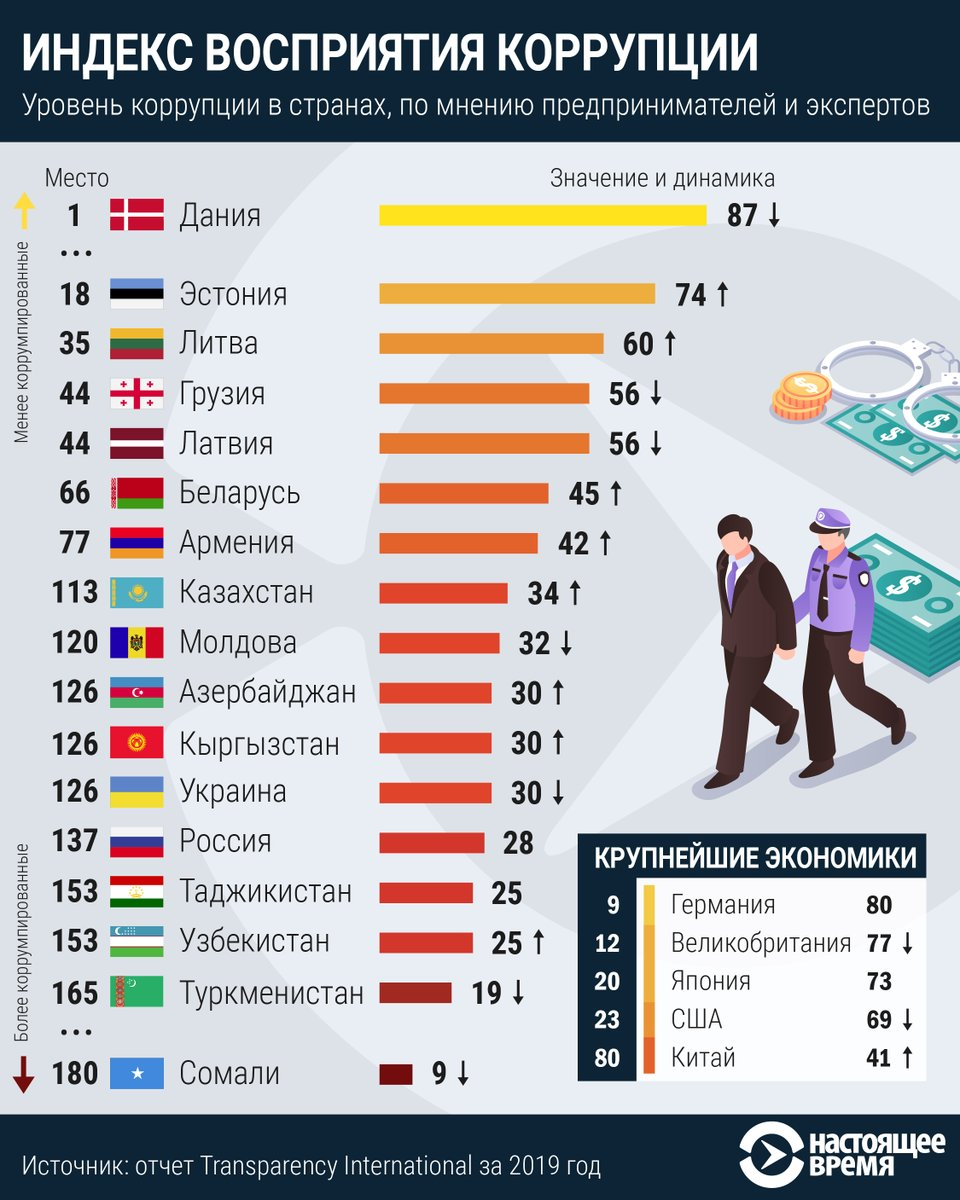 ИНДЕКС ВОСПРИЯТИЯ КОРРУПЦИИ
Уровень коррупции в странах, по мнению предпринимателей и экспертов
Место
Значение и динамика
Менее коррумпированные
1 Дания 87 ↓
...
18 Эстония 74 ↑
35 Литва 60 ↑
44 Грузия 56 ↓
44 Латвия 56 ↓
66 Беларусь 45 ↑
77 Армения 42 ↑
113 Казахстан 34 ↑
120 Молдова 32 ↓
126 Азербайджан 30 ↑
126 Кыргызстан 30 ↑
126 Украина 30 ↓
137 Россия 28
153 Таджикистан 25
153 Узбекистан 25 ↑
165 Туркменистан 19 ↓
...
180 Сомали 9 ↓
Более коррумпированные
КРУПНЕЙШИЕ ЭКОНОМИКИ
9 Германия 80
12 Великобритания 77 ↓
20 Япония 73
23 США 69 ↓
80 Китай 41 ↑
$
$
$
$
Источник: отчет Transparency International за 2019 год
НАСТОЯЩЕЕ
ВРЕМЯ